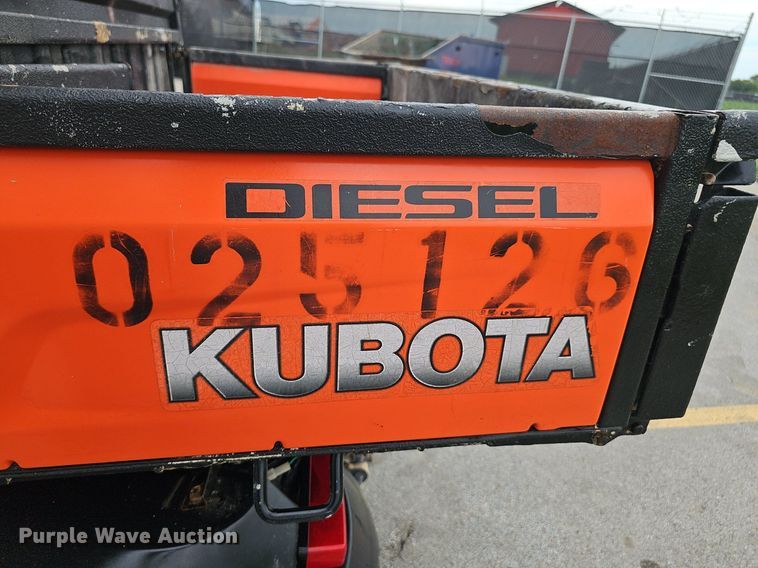 DIESEL
025126
KUBOTA
Purple Wave Auction